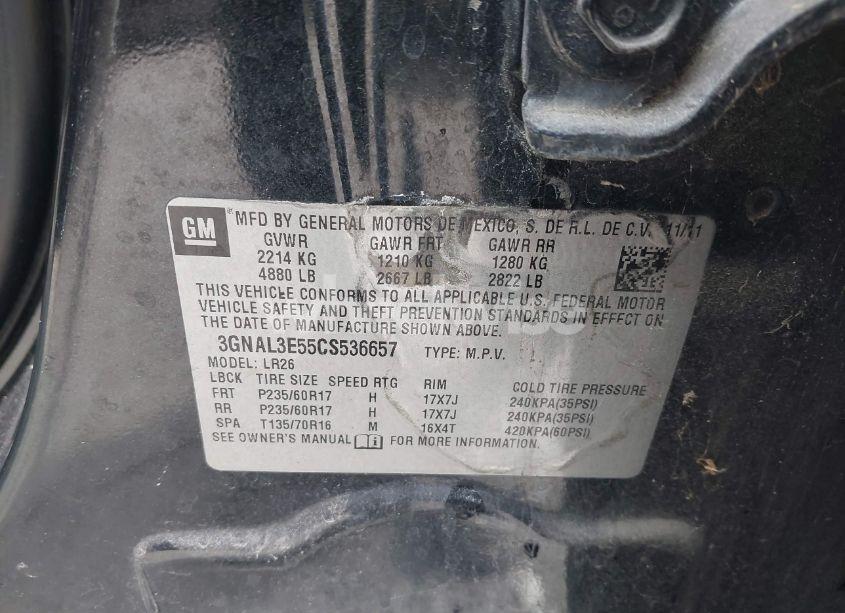 GM ® MFD BY GENERAL MOTORS DE MEXICO, S. DE R.L. DE C.V. 11/11
GVWR GAWR FRT GAWR RR
2214 KG 1210 KG 1280 KG
4880 LB 2667 LB 2822 LB
THIS VEHICLE CONFORMS TO ALL APPLICABLE U.S. FEDERAL MOTOR
VEHICLE SAFETY AND THEFT PREVENTION STANDARDS IN EFFECT ON
THE DATE OF MANUFACTURE SHOWN ABOVE.
3GNAL3E55CS536657 TYPE: M.P.V.
MODEL: LR26
LBCK TIRE SIZE SPEED RTG RIM COLD TIRE PRESSURE
FRT P235/60R17 H 17X7J 240KPA(35PSI)
RR P235/60R17 H 17X7J 240KPA(35PSI)
SPA T135/70R16 M 16X4T 420KPA(60PSI)
SEE OWNER'S MANUAL FOR MORE INFORMATION.